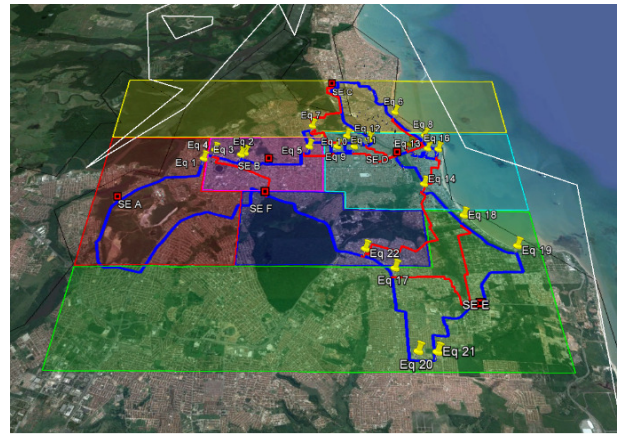 SE C
Eq 6
Eq 7
Eq 8
Eq 12
Eq 4
Eq 3
Eq 2
Eq 5
Eq 10
Eq 11
Eq 13
Eq 16
Eq 1
SE B
Eq 9
SE D
Eq 14
SE A
SE F
Eq 18
Eq 22
Eq 19
Eq 17
SE E
Eq 20
Eq 21